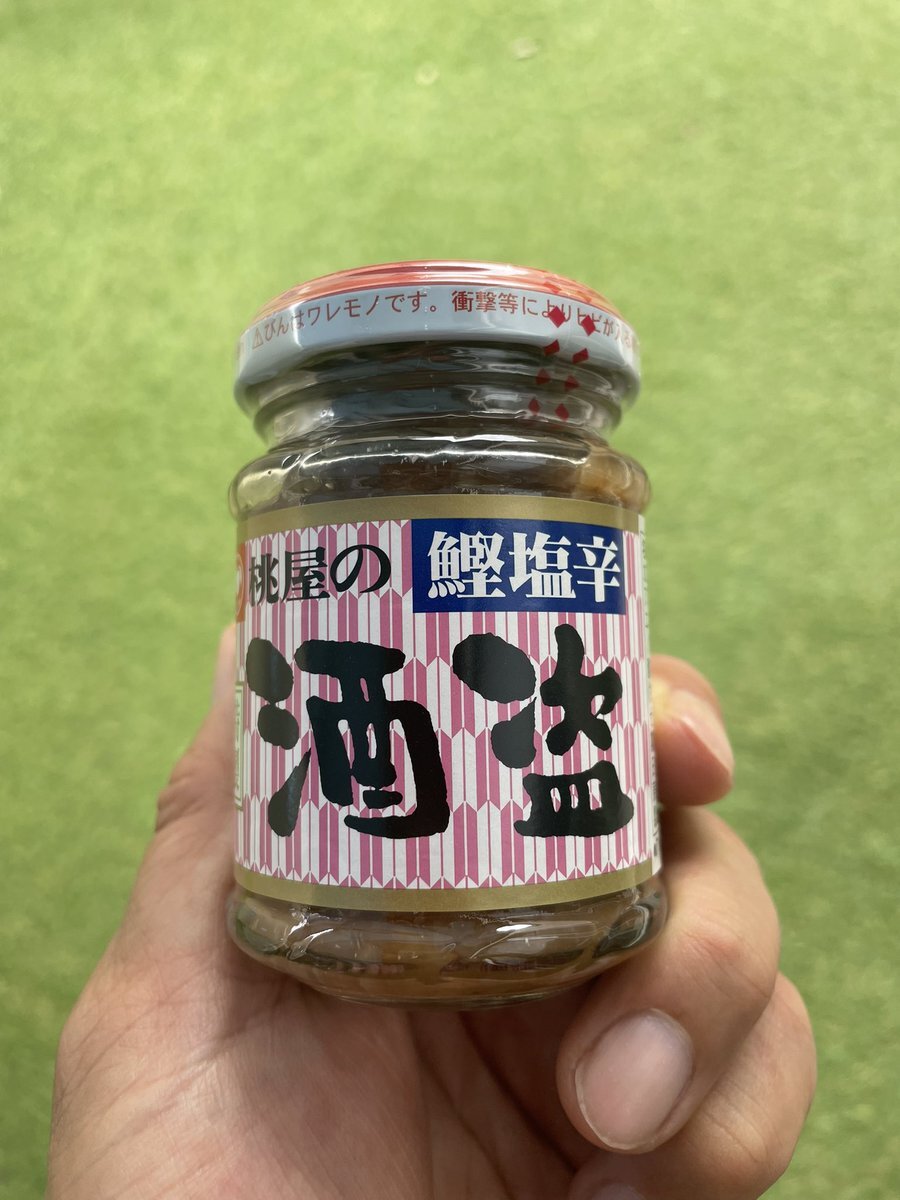 ⚠びんはワレモノです。衝撃等によりヒビが入る
桃屋の
鰹塩辛
酒盗